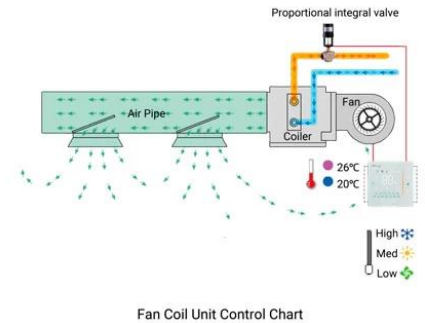 Proportional integral valve
Air Pipe
Fan
Coiler
26℃
20℃
High
Med
Low
Fan Coil Unit Control Chart